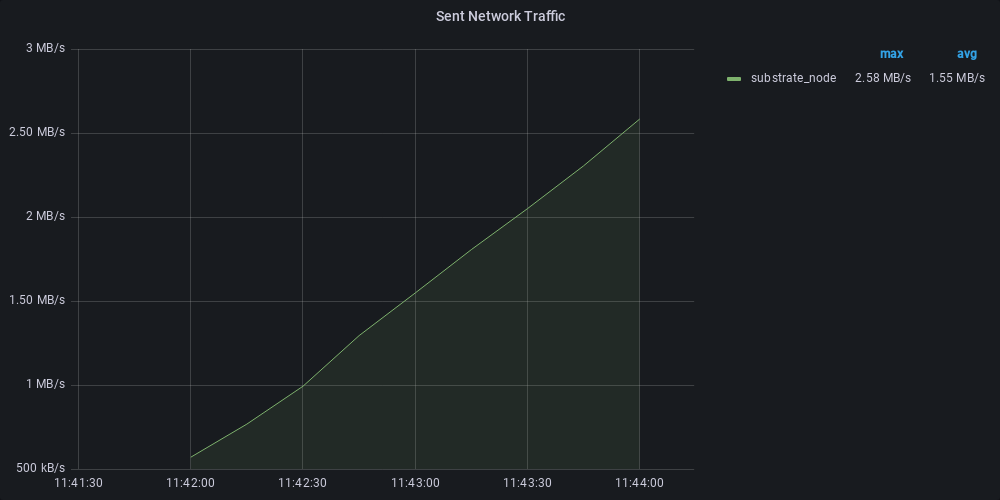 Sent Network Traffic
3 MB/s
2.50 MB/s
2 MB/s
1.50 MB/s
1 MB/s
500 kB/s
11:41:30 11:42:00 11:42:30 11:43:00 11:43:30 11:44:00
max avg
substrate_node 2.58 MB/s 1.55 MB/s